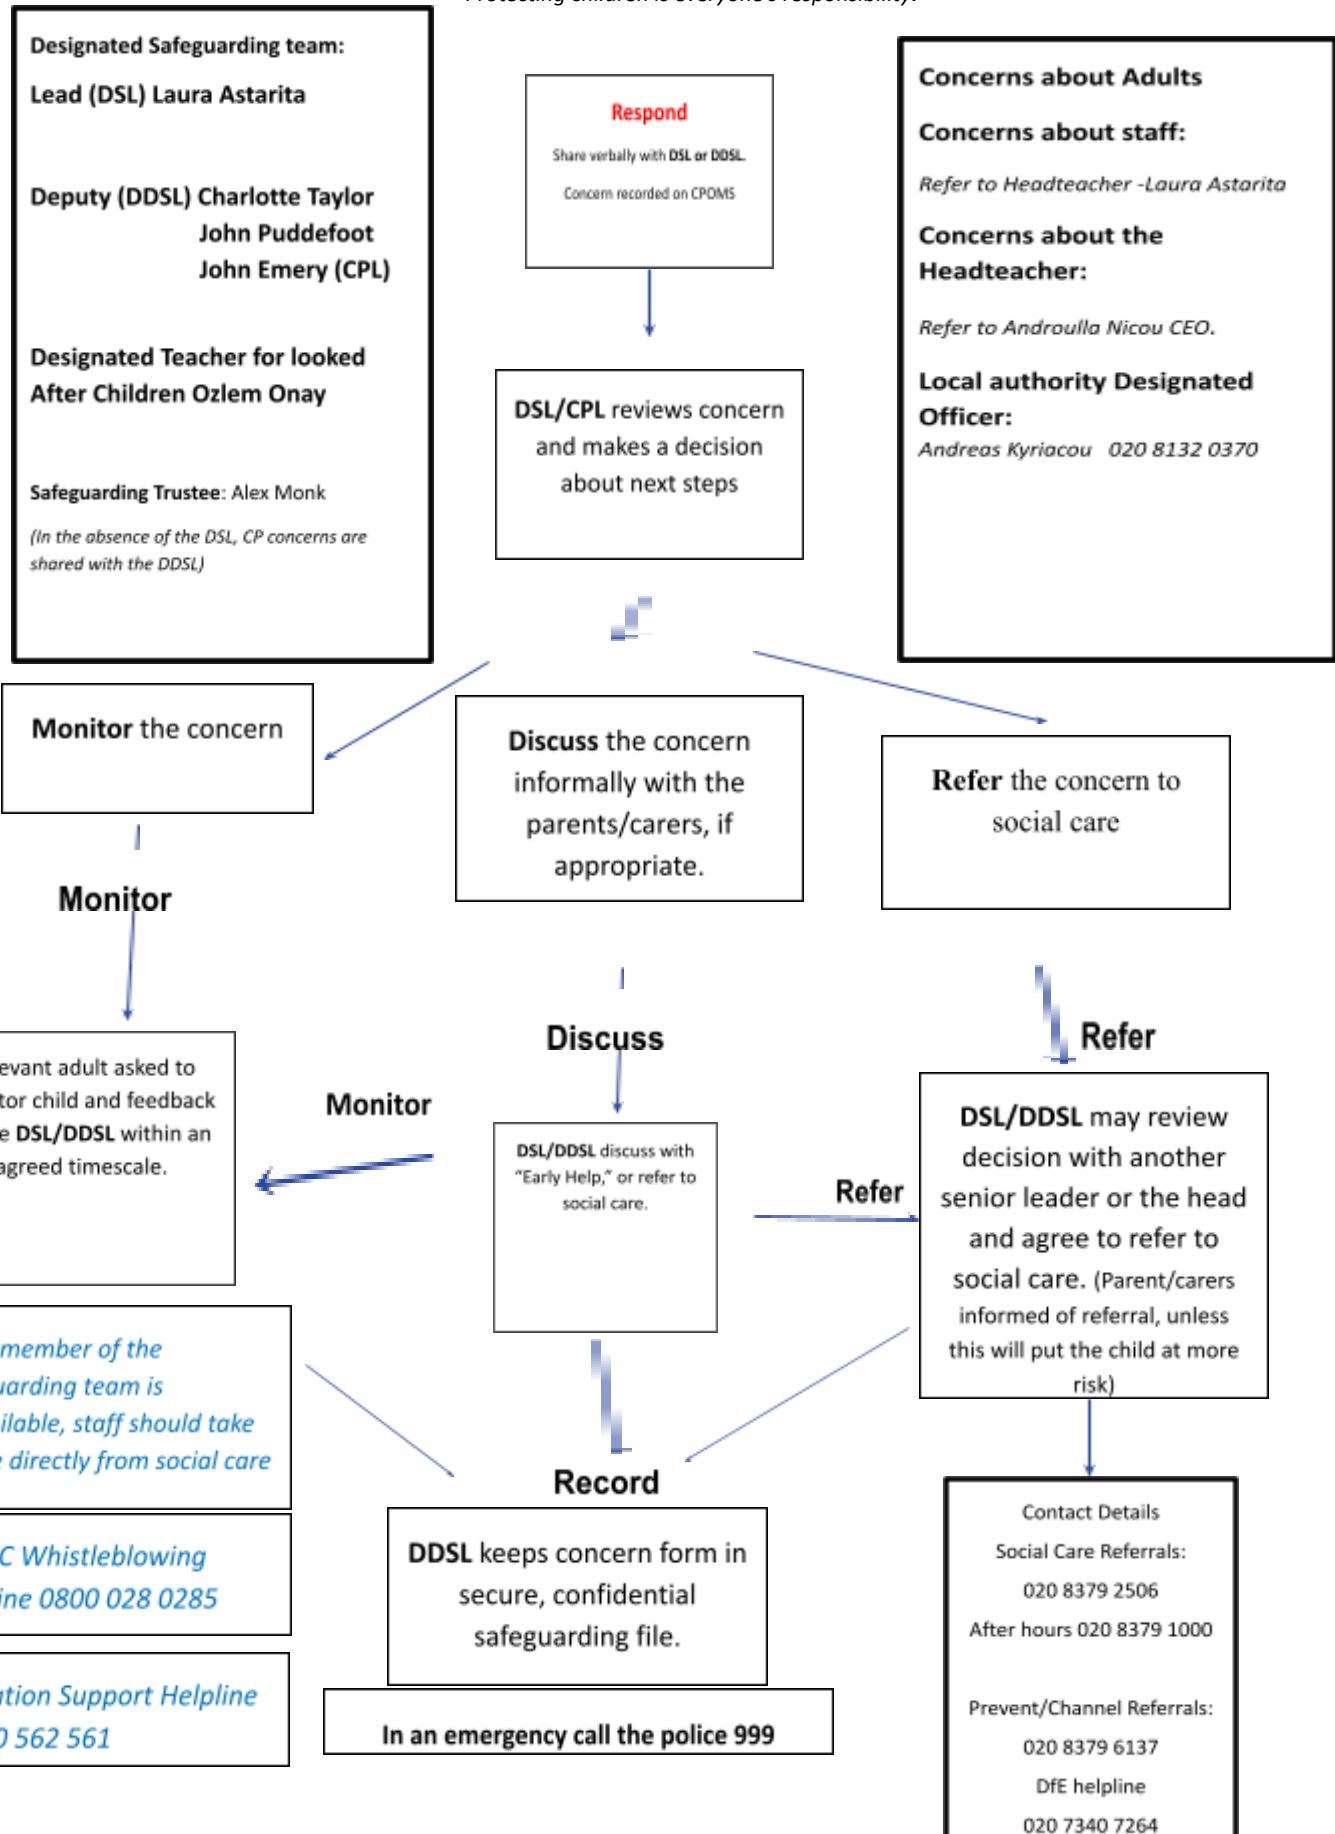 Protecting children is everyone's responsibility.
Designated Safeguarding team:
Lead (DSL) Laura Astarita
Deputy (DDSL) Charlotte Taylor
John Puddefoot
John Emery (CPL)
Designated Teacher for looked
After Children Ozlem Onay
Safeguarding Trustee: Alex Monk
(In the absence of the DSL, CP concerns are
shared with the DDSL)
Respond
Share verbally with DSL or DDSL.
Concern recorded on CPOMS
Concerns about Adults
Concerns about staff:
Refer to Headteacher -Laura Astarita
Concerns about the
Headteacher:
Refer to Androulla Nicou CEO.
Local authority Designated
Officer:
Andreas Kyriacou 020 8132 0370
DSL/CPL reviews concern
and makes a decision
about next steps
Monitor the concern
Discuss the concern
informally with the
parents/carers, if
appropriate.
Refer the concern to
social care
Monitor
Discuss
Refer
evant adult asked to
tor child and feedback
e DSL/DDSL within an
agreed timescale.
Monitor
DSL/DDSL discuss with
"Early Help," or refer to
social care.
Refer
DSL/DDSL may review
decision with another
senior leader or the head
and agree to refer to
social care. (Parent/carers
informed of referral, unless
this will put the child at more
risk)
member of the
uarding team is
ilable, staff should take
e directly from social care
C Whistleblowing
ine 0800 028 0285
ation Support Helpline
0 562 561
Record
DDSL keeps concern form in
secure, confidential
safeguarding file.
In an emergency call the police 999
Contact Details
Social Care Referrals:
020 8379 2506
After hours 020 8379 1000
Prevent/Channel Referrals:
020 8379 6137
DfE helpline
020 7340 7264